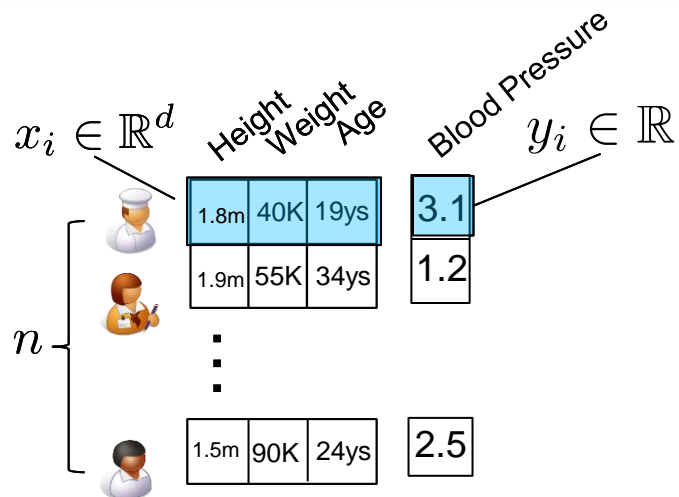 Height Weight Age Blood Pressure
x_i ∈ ℝ^d
y_i ∈ ℝ
1.8m 40K 19ys 3.1
1.9m 55K 34ys 1.2
n
1.5m 90K 24ys 2.5